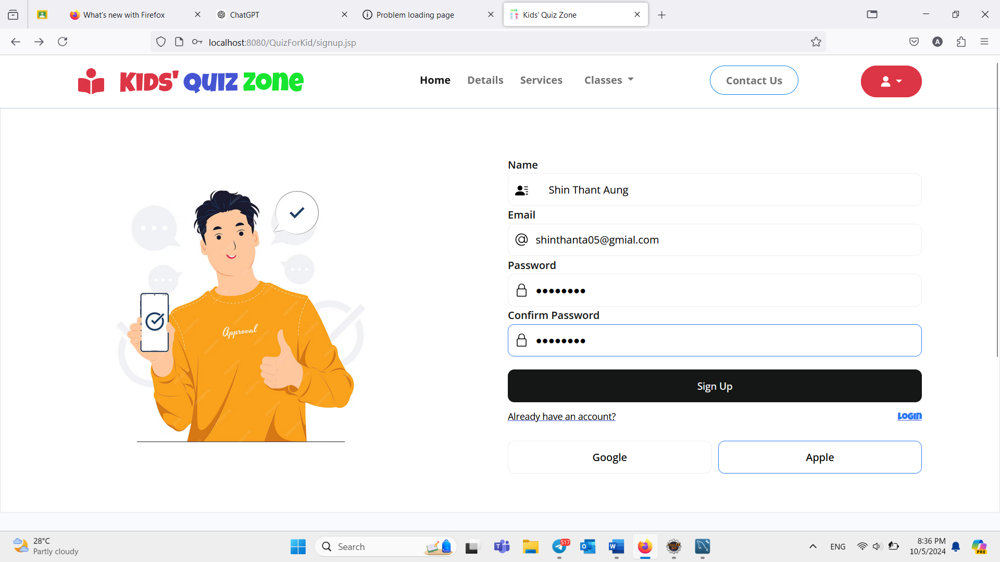 What's new with Firefox
ChatGPT
Problem loading page
Kids' Quiz Zone
localhost:8080/QuizForKid/signup.jsp
A
Kids' Quiz Zone
Home
Details
Services
Classes
Contact Us
Name
Shin Thant Aung
Email
shinthanta05@gmial.com
Password
Confirm Password
Approval
Sign Up
Already have an account?
Login
Google
Apple
28°C
Partly cloudy
Search
517
ENG
8:36 PM
10/5/2024
PRE